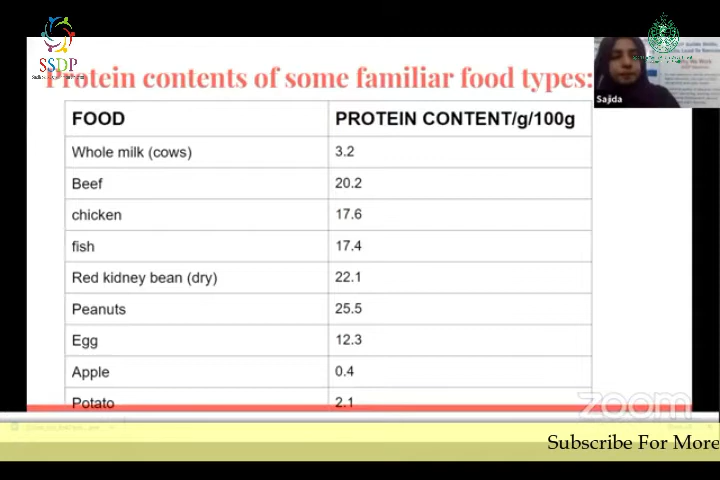 SSDP
Protein contents of some familiar food types:
Sajida
FOOD PROTEIN CONTENT/g/100g
Whole milk (cows) 3.2
Beef 20.2
chicken 17.6
fish 17.4
Red kidney bean (dry) 22.1
Peanuts 25.5
Egg 12.3
Apple 0.4
Potato 2.1
zoom
Subscribe For More